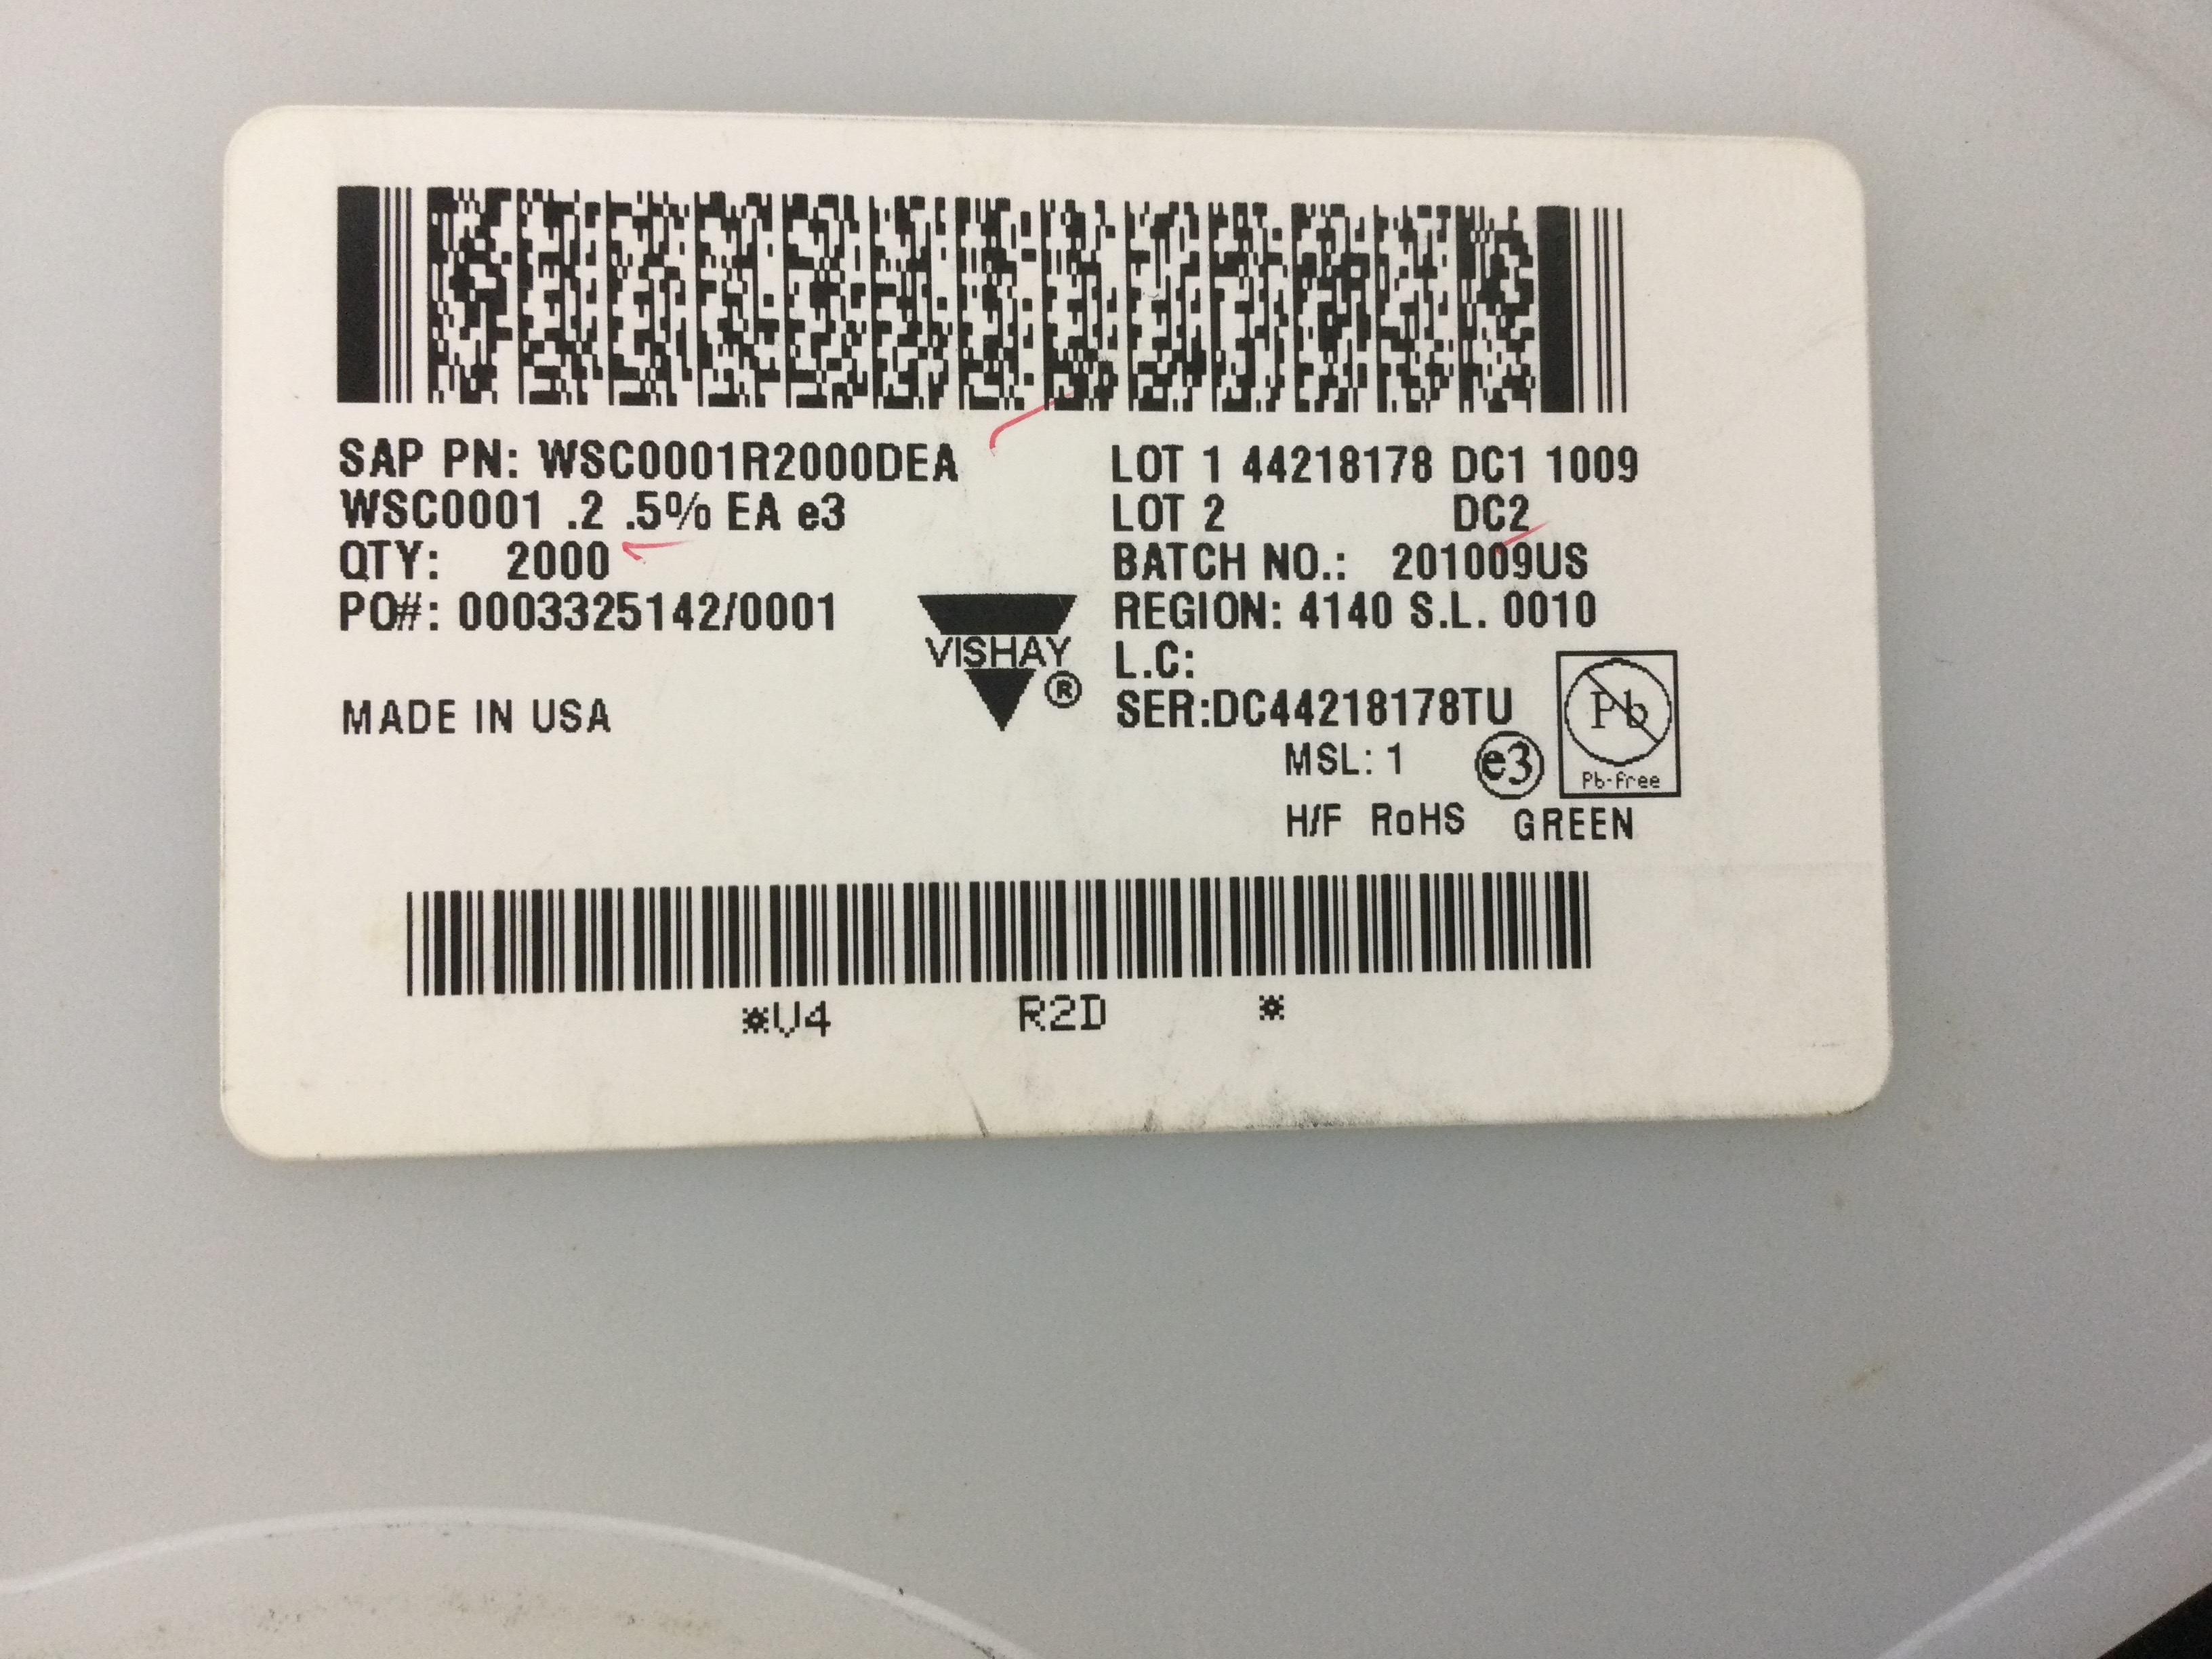 SAP PN: WSC0001R2000DEA
WSC0001 .2 .5% EA e3
QTY: 2000
PO#: 0003325142/0001
MADE IN USA
VISHAY
®
LOT 1 44218178 DC1 1009
LOT 2 DC2
BATCH NO.: 201009US
REGION: 4140 S.L. 0010
L.C:
SER:DC44218178TU
MSL: 1
e3
Pb
Pb-free
H/F RoHS GREEN
*V4 R2D *